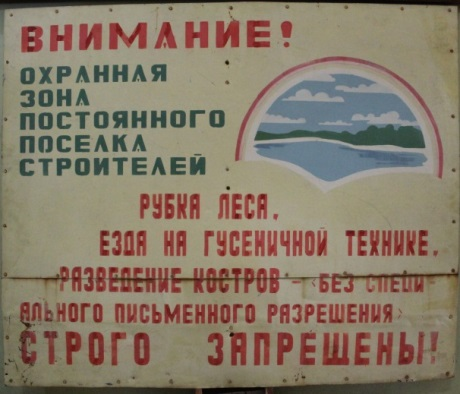 ВНИМАНИЕ!
ОХРАННАЯ
ЗОНА
ПОСТОЯННОГО
ПОСЕЛКА
СТРОИТЕЛЕЙ
РУБКА ЛЕСА,
ЕЗДА НА ГУСЕНИЧНОЙ ТЕХНИКЕ,
РАЗВЕДЕНИЕ КОСТРОВ – БЕЗ СПЕЦИ-
АЛЬНОГО ПИСЬМЕННОГО РАЗРЕШЕНИЯ
СТРОГО ЗАПРЕЩЕНЫ!